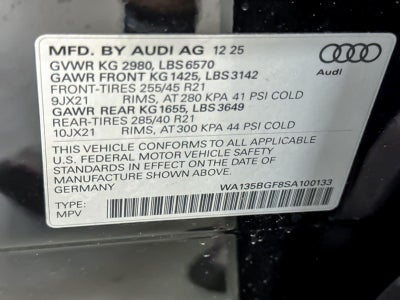 MFD. BY AUDI AG 12 25
GVWR KG 2980, LBS 6570
GAWR FRONT KG 1425, LBS 3142
FRONT-TIRES 255/45 R21
9JX21 RIMS, AT 280 KPA 41 PSI COLD
GAWR REAR KG 1655, LBS 3649
REAR-TIRES 285/40 R21
10JX21 RIMS, AT 300 KPA 44 PSI COLD
Audi
THIS VEHICLE CONFORMS TO ALL APPLICABLE
U.S. FEDERAL MOTOR VEHICLE SAFETY
STANDARDS IN EFFECT ON THE DATE OF
MANUFACTURE SHOWN ABOVE.
GERMANY WA135BGF8SA100133
TYPE:
MPV